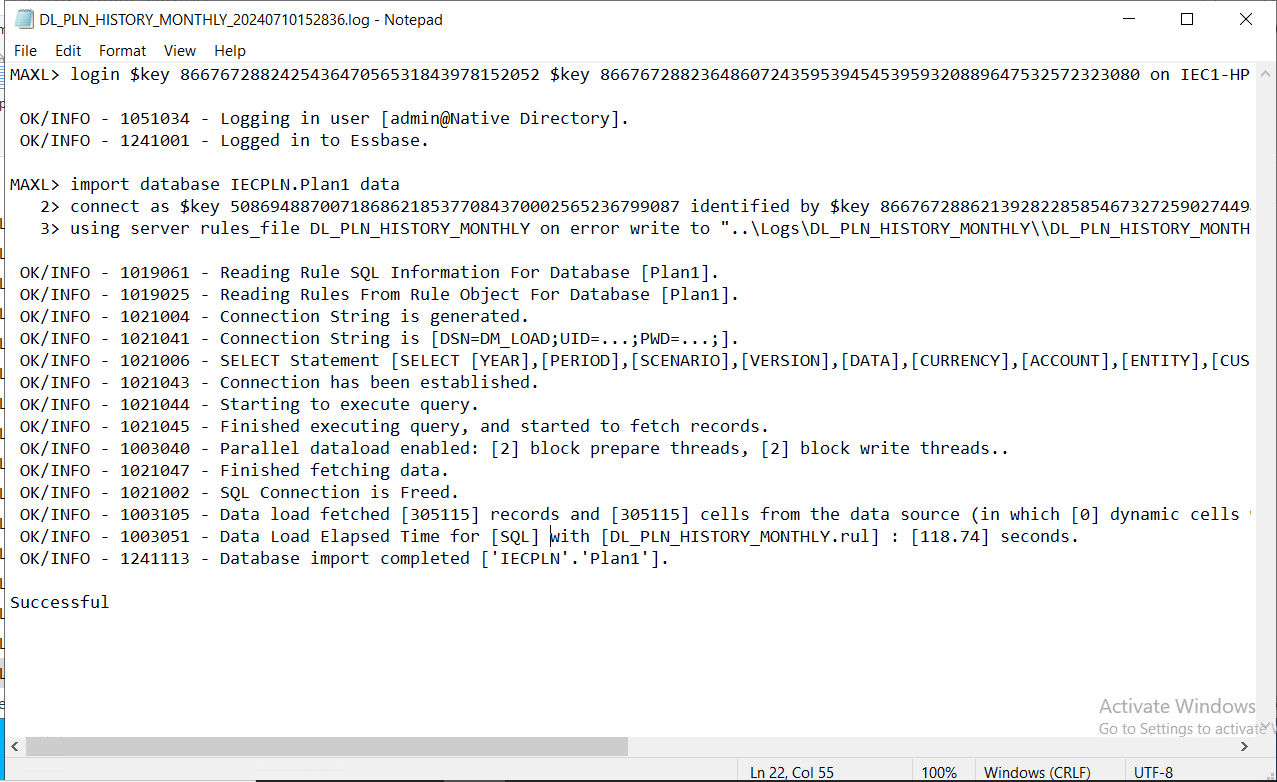 DL_PLN_HISTORY_MONTHLY_20240710152836.log - Notepad
File Edit Format View Help
MAXL> login $key 8667672882425436470565318439781520​52 $key 86676728823648607243595394545395932088964753257232​3080 on IEC1-HP
OK/INFO - 1051034 - Logging in user [admin@Native Directory].
OK/INFO - 1241001 - Logged in to Essbase.
MAXL> import database IECPLN.Plan1 data
2> connect as $key 508694887007186862185377084370002565236799087 identified by $key 8667672886213928228585467327259027449
3> using server rules_file DL_PLN_HISTORY_MONTHLY on error write to "..\Logs\DL_PLN_HISTORY_MONTHLY\\DL_PLN_HISTORY_MONTH
OK/INFO - 1019061 - Reading Rule SQL Information For Database [Plan1].
OK/INFO - 1019025 - Reading Rules From Rule Object For Database [Plan1].
OK/INFO - 1021004 - Connection String is generated.
OK/INFO - 1021041 - Connection String is [DSN=DM_LOAD;UID=...;PWD=...;].
OK/INFO - 1021006 - SELECT Statement [SELECT [YEAR],[PERIOD],[SCENARIO],[VERSION],[DATA],[CURRENCY],[ACCOUNT],[ENTITY],[CUS
OK/INFO - 1021043 - Connection has been established.
OK/INFO - 1021044 - Starting to execute query.
OK/INFO - 1021045 - Finished executing query, and started to fetch records.
OK/INFO - 1003040 - Parallel dataload enabled: [2] block prepare threads, [2] block write threads..
OK/INFO - 1021047 - Finished fetching data.
OK/INFO - 1021002 - SQL Connection is Freed.
OK/INFO - 1003105 - Data load fetched [305115] records and [305115] cells from the data source (in which [0] dynamic cells
OK/INFO - 1003051 - Data Load Elapsed Time for [SQL] with [DL_PLN_HISTORY_MONTHLY.rul] : [118.74] seconds.
OK/INFO - 1241113 - Database import completed ['IECPLN'.'Plan1'].
Successful
Activate Windows
Go to Settings to activate
Ln 22, Col 55 100% Windows (CRLF) UTF-8